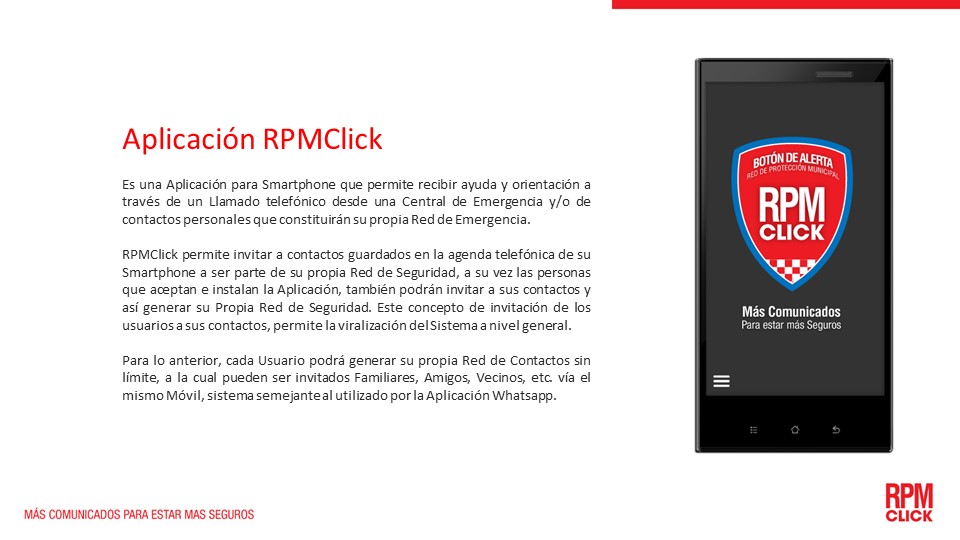 Aplicación RPMClick
Es una Aplicación para Smartphone que permite recibir ayuda y orientación a
través de un Llamado telefónico desde una Central de Emergencia y/o de
contactos personales que constituirán su propia Red de Emergencia.
RPMClick permite invitar a contactos guardados en la agenda telefónica de su
Smartphone a ser parte de su propia Red de Seguridad, a su vez las personas
que aceptan e instalan la Aplicación, también podrán invitar a sus contactos y
así generar su Propia Red de Seguridad. Este concepto de invitación de los
usuarios a sus contactos, permite la viralización del Sistema a nivel general.
Para lo anterior, cada Usuario podrá generar su propia Red de Contactos sin
límite, a la cual pueden ser invitados Familiares, Amigos, Vecinos, etc. vía el
mismo Móvil, sistema semejante al utilizado por la Aplicación Whatsapp.
BOTÓN DE ALERTA
RED DE PROTECCIÓN MUNICIPAL
RPM
CLICK
Más Comunicados
Para estar más Seguros
MÁS COMUNICADOS PARA ESTAR MAS SEGUROS
RPM
CLICK